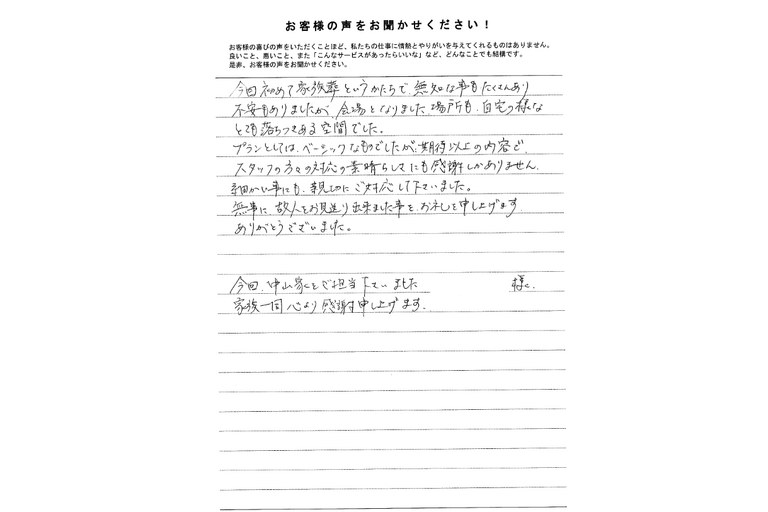 お客様の声をお聞かせください！
お客様の喜びの声をいただくことほど、私たちの仕事に情熱とやりがいを与えてくれるものはありません。
良いこと、悪いこと、また「こんなサービスがあったらいいな」など、どんなことでも結構です。
是非、お客様の声をお聞かせください。
今回初めて家族葬というかたちで、無知な事もたくさんあり
不安もありましたが、会場となりました場所も、自宅の様な
とても落ちつきある空間でした。
プランとしては、ベーシックなものでしたが、期待以上の内容で、
スタッフの方々の対応の素晴らしさにも感謝しかありません。
細かい事にも、親切にご対応して下さいました。
無事に、故人をお見送り出来ました事を、お礼を申し上げます。
ありがとうございました。
今回、中山家をご担当下さいました 様に、
家族一同心より感謝申し上げます。